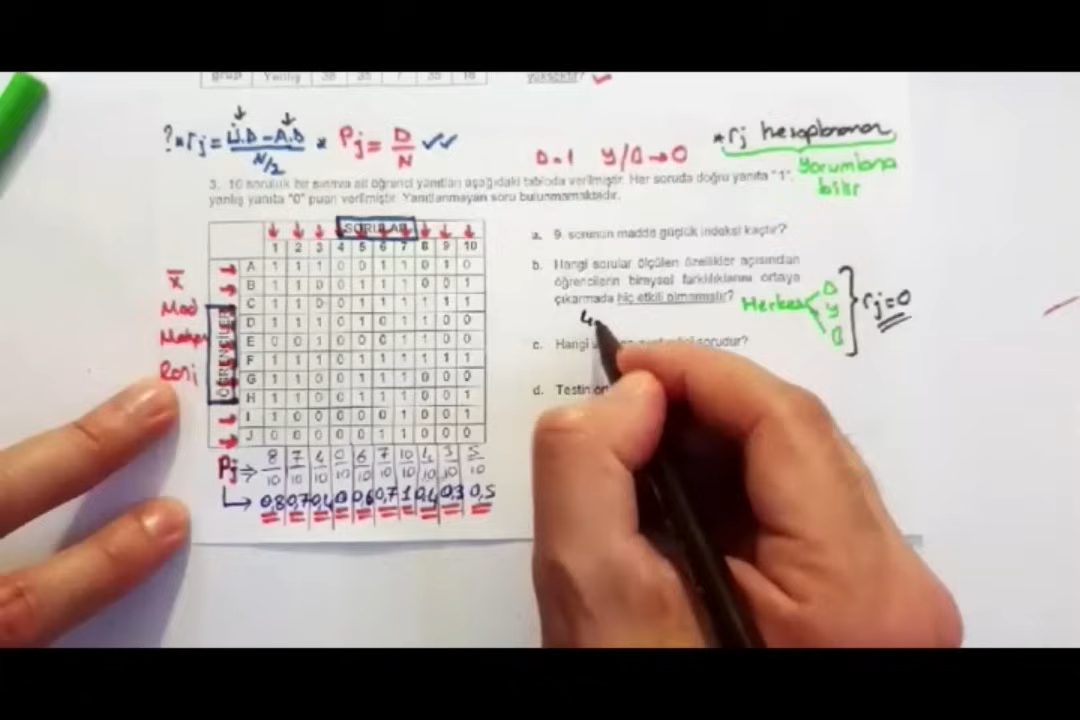 grup Yanlış
yüksektir?
? * rj = Ü.D - A.D / N/2 * Pj = D / N
D = 1 Y/B → 0
* rj hesaplanamaz
Yorumlana
bilir
3. 10 soruluk bir sınava ait öğrenci yanıtları aşağıdaki tabloda verilmiştir. Her soruda doğru yanıta "1",
yanlış yanıta "0" puan verilmiştir. Yanıtlanmayan soru bulunmamaktadır.
SORULAR
1 2 3 4 5 6 7 8 9 10
A 1 1 1 0 0 1 1 0 1 0
B 1 1 0 0 1 1 1 0 0 1
C 1 1 0 0 1 1 1 1 1 1
D 1 1 1 0 1 0 1 1 0 0
E 0 0 1 0 0 0 1 1 0 0
F 1 1 1 0 1 1 1 1 1 1
G 1 1 0 0 1 1 1 0 0 0
H 1 1 0 0 1 1 1 0 0 1
I 1 0 0 0 0 0 1 0 0 1
J 0 0 0 0 0 1 1 0 0 0
ÖĞRENCİLER
x̄
Mod
Ranj
Pj → 8/10 7/10 4/10 0/10 6/10 7/10 10/10 4/10 3/10 5/10
0,8 0,7 0,4 0 0,6 0,7 1 0,4 0,3 0,5
a. 9. sorunun madde güçlük indeksi kaçtır?
b. Hangi sorular ölçülen özellikler açısından
öğrencilerin bireysel farklılıklarını ortaya
çıkarmada hiç etkili olmamıştır?
4.
Herkes D Y B } rj = 0
c. Hangi sorudur?
d. Testin